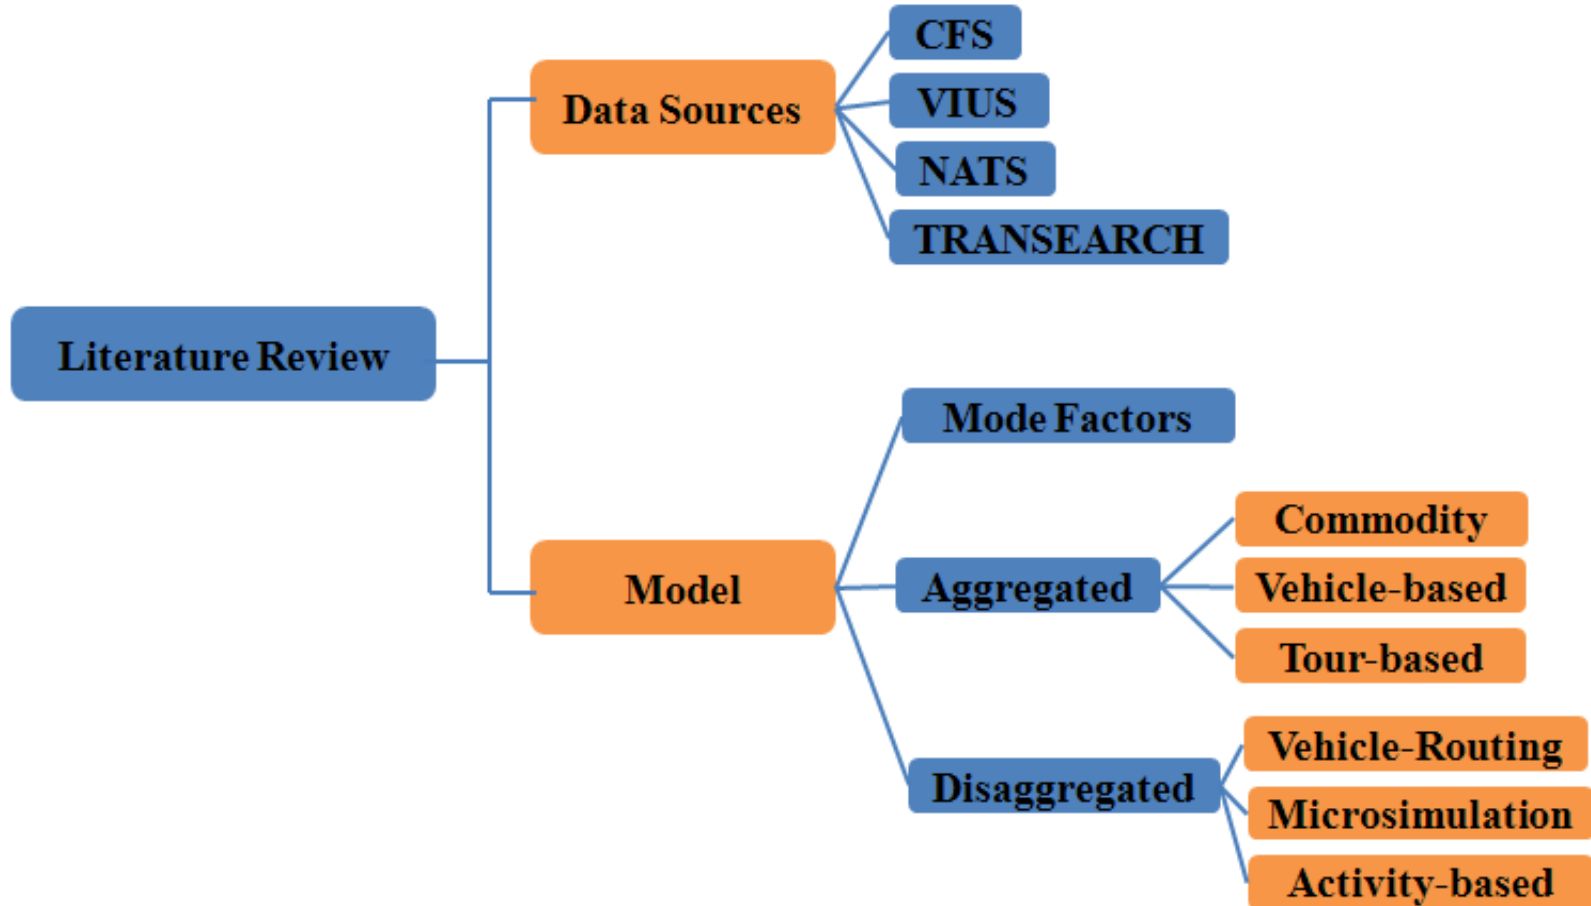 Literature Review
Data Sources
CFS
VIUS
NATS
TRANSEARCH
Model
Mode Factors
Aggregated
Commodity
Vehicle-based
Tour-based
Disaggregated
Vehicle-Routing
Microsimulation
Activity-based